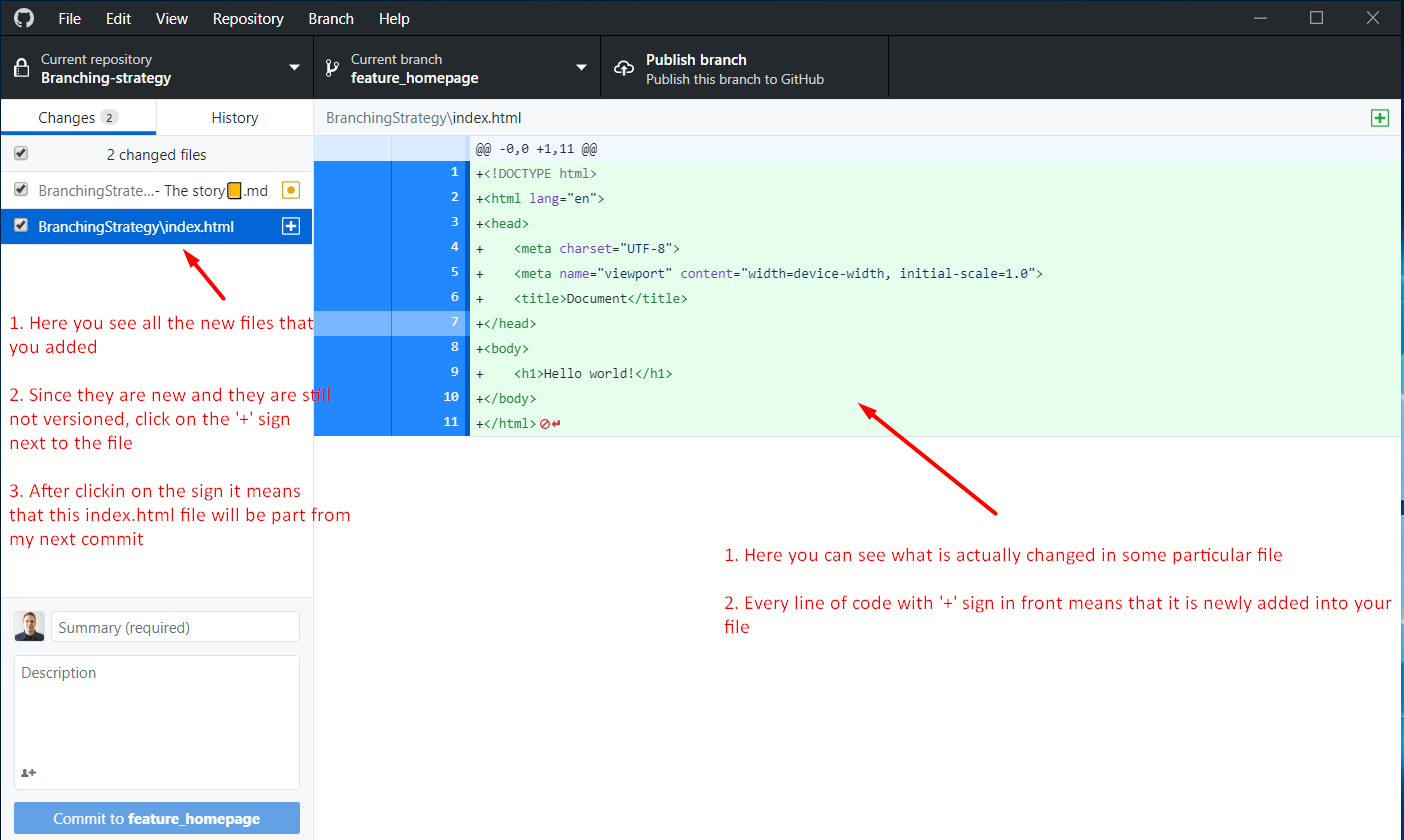 File Edit View Repository Branch Help
Current repository
Branching-strategy
Current branch
feature_homepage
Publish branch
Publish this branch to GitHub
Changes 2
History
BranchingStrategy\index.html
2 changed files
BranchingStrate...- The story📒.md
BranchingStrategy\index.html
@@ -0,0 +1,11 @@
1 +<!DOCTYPE html>
2 +<html lang="en">
3 +<head>
4 +    <meta charset="UTF-8">
5 +    <meta name="viewport" content="width=device-width, initial-scale=1.0">
6 +    <title>Document</title>
7 +</head>
8 +<body>
9 +    <h1>Hello world!</h1>
10 +</body>
11 +</html>
1. Here you see all the new files that
you added
2. Since they are new and they are still
not versioned, click on the '+' sign
next to the file
3. After clickin on the sign it means
that this index.html file will be part from
my next commit
1. Here you can see what is actually changed in some particular file
2. Every line of code with '+' sign in front means that it is newly added into your
file
Summary (required)
Description
Commit to feature_homepage